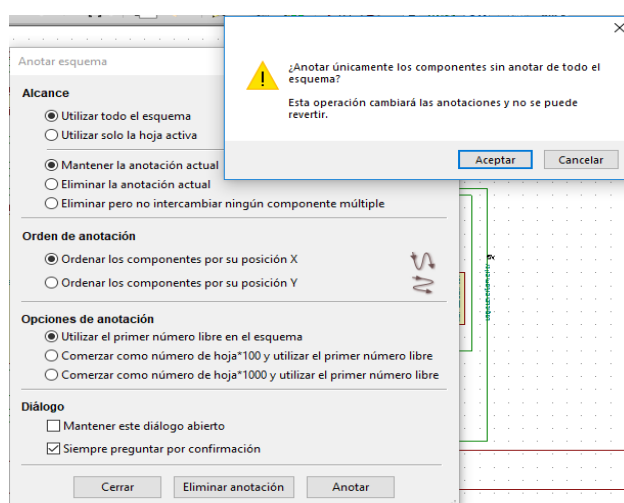 Anotar esquema
¿Anotar únicamente los componentes sin anotar de todo el
esquema?
Esta operación cambiará las anotaciones y no se puede
revertir.
Aceptar
Cancelar
Alcance
Utilizar todo el esquema
Utilizar solo la hoja activa
Mantener la anotación actual
Eliminar la anotación actual
Eliminar pero no intercambiar ningún componente múltiple
Orden de anotación
Ordenar los componentes por su posición X
Ordenar los componentes por su posición Y
Opciones de anotación
Utilizar el primer número libre en el esquema
Comerzar como número de hoja*100 y utilizar el primer número libre
Comerzar como número de hoja*1000 y utilizar el primer número libre
Diálogo
Mantener este diálogo abierto
Siempre preguntar por confirmación
Cerrar
Eliminar anotación
Anotar